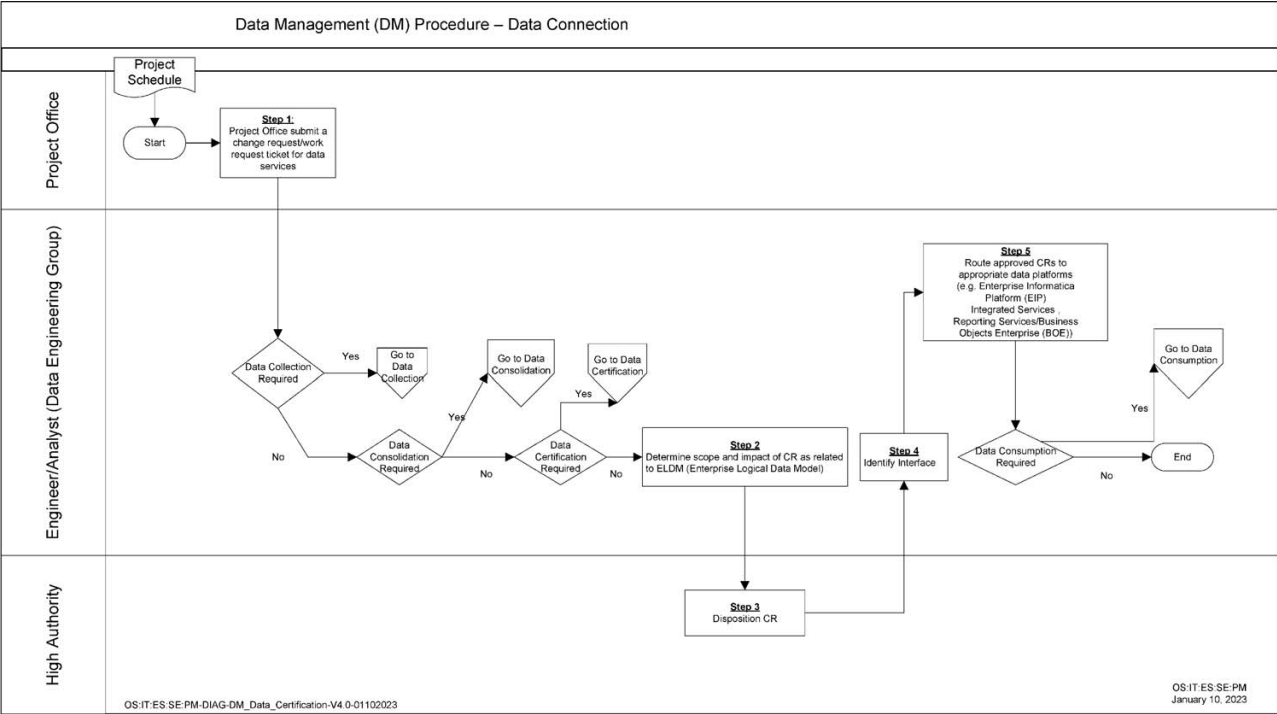 Data Management (DM) Procedure – Data Connection
Project
Schedule
Project Office
Start
Step 1:
Project Office submit a
change request/work
request ticket for data
services
Engineer/Analyst (Data Engineering Group)
Data Collection
Required
Yes
Go to
Data
Collection
No
Data
Consolidation
Required
Yes
Go to Data
Consolidation
No
Data
Certification
Required
Yes
Go to Data
Certification
No
Step 2
Determine scope and impact of CR as related
to ELDM (Enterprise Logical Data Model)
Step 4
Identify Interface
Step 5
Route approved CRs to
appropriate data platforms
(e.g. Enterprise Informatica
Platform (EIP)
Integrated Services ,
Reporting Services/Business
Objects Enterprise (BOE))
Data Consumption
Required
Yes
Go to Data
Consumption
No
End
High Authority
Step 3
Disposition CR
OS:IT:ES:SE:PM-DIAG-DM_Data_Certification-V4.0-01102023
OS:IT:ES:SE:PM
January 10, 2023